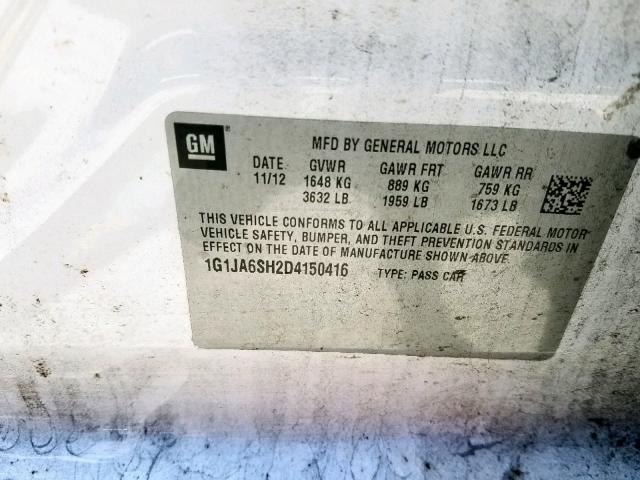 GM® MFD BY GENERAL MOTORS LLC
DATE GVWR GAWR FRT GAWR RR
11/12 1648 KG 889 KG 759 KG
3632 LB 1959 LB 1673 LB
THIS VEHICLE CONFORMS TO ALL APPLICABLE U.S. FEDERAL MOTOR
VEHICLE SAFETY, BUMPER, AND THEFT PREVENTION STANDARDS IN
EFFECT ON THE DATE OF MANUFACTURE SHOWN ABOVE.
1G1JA6SH2D4150416 TYPE: PASS CAR